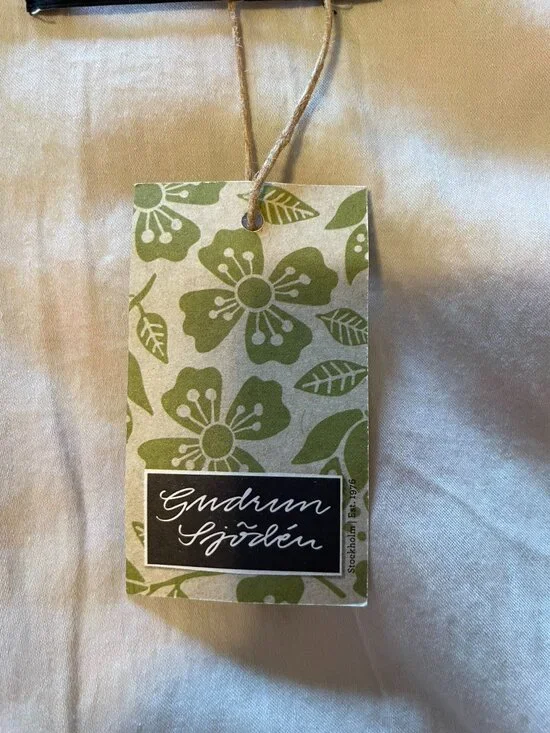 Gudrun
Sjödén
Stockholm | Est. 1976